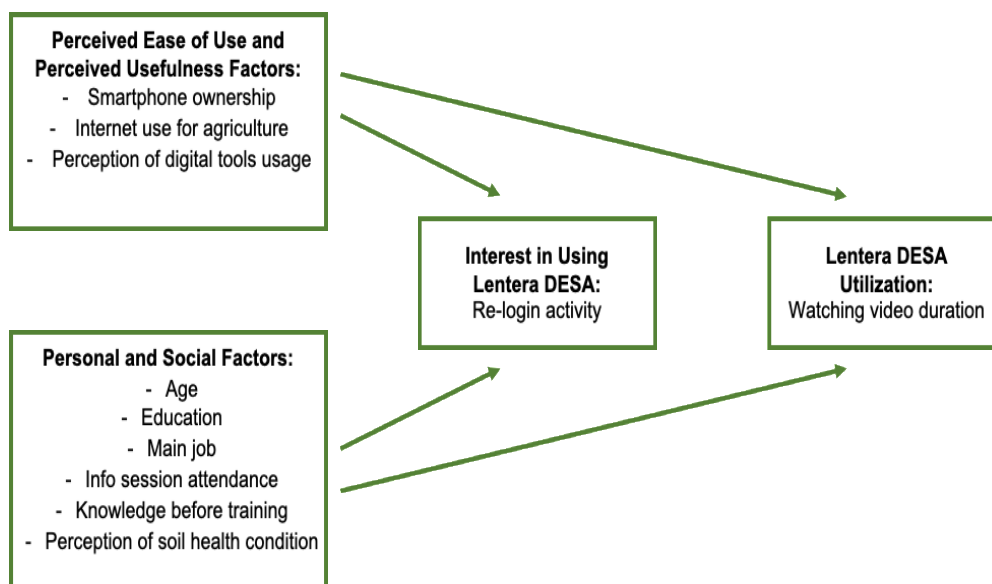 Perceived Ease of Use and
Perceived Usefulness Factors:
- Smartphone ownership
- Internet use for agriculture
- Perception of digital tools usage
Interest in Using
Lentera DESA:
Re-login activity
Lentera DESA
Utilization:
Watching video duration
Personal and Social Factors:
- Age
- Education
- Main job
- Info session attendance
- Knowledge before training
- Perception of soil health condition